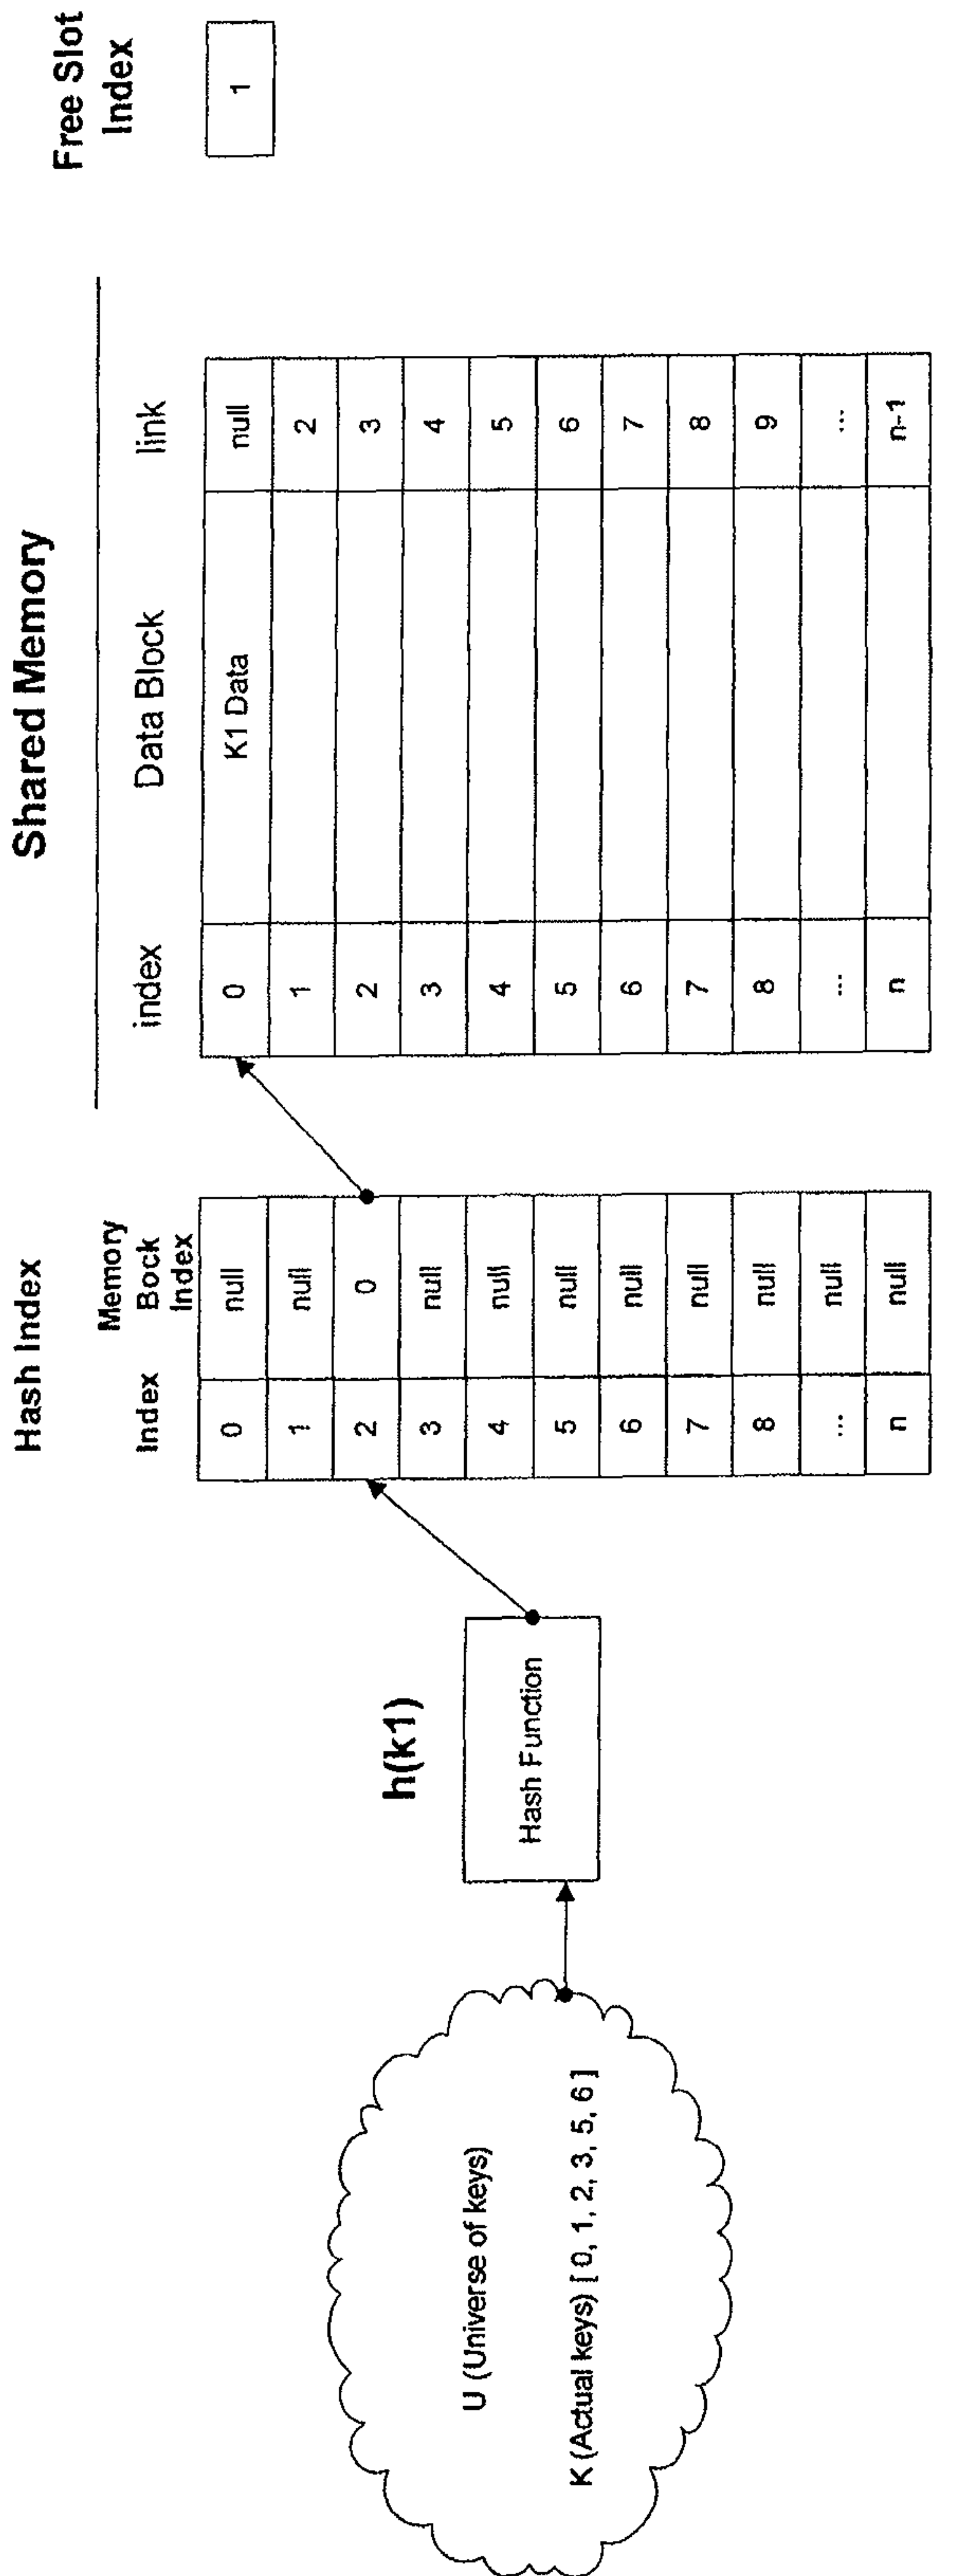 U (Universe of keys)
K (Actual keys) [ 0, 1, 2, 3, 5, 6 ]
h(k1)
Hash Function
Hash Index
Index
Memory
Bock
Index
0 null
1 null
2 0
3 null
4 null
5 null
6 null
7 null
8 null
... null
n null
Shared Memory
index Data Block link
0 K1 Data null
1 2
2 3
3 4
4 5
5 6
6 7
7 8
8 9
... ...
n n-1
Free Slot
Index
1